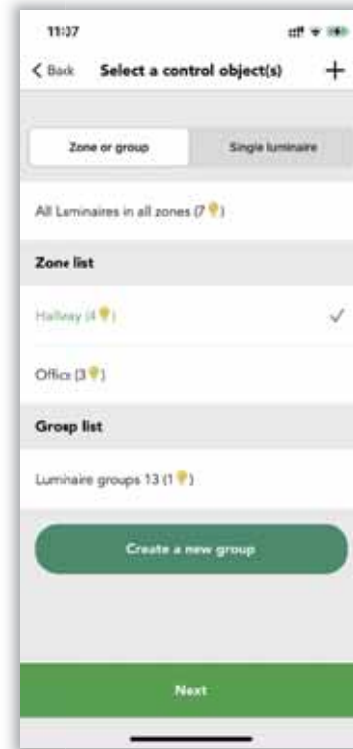 11:37
< Back Select a control object(s) +
Zone or group Single luminaire
All Luminaires in all zones (7💡)
Zone list
Hallway (4💡) ✓
Office (3💡)
Group list
Luminaire groups 13 (1💡)
Create a new group
Next